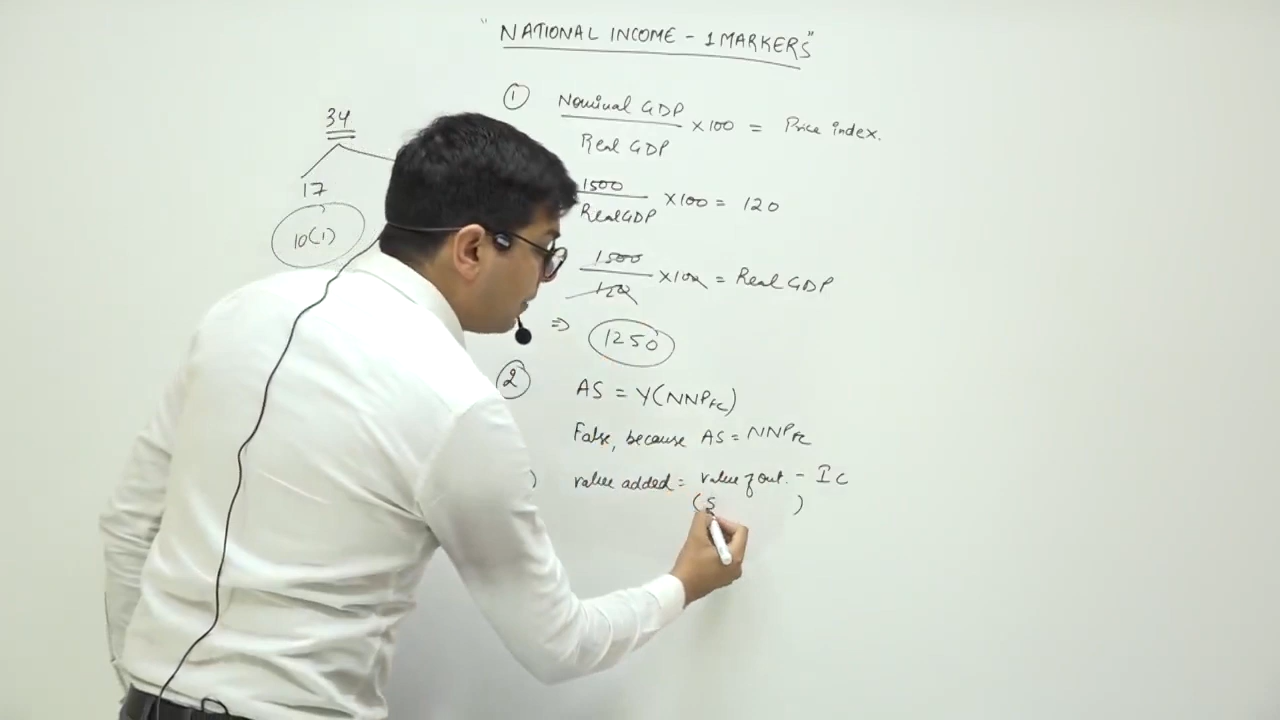 "NATIONAL INCOME - 1 MARKERS"
34
17
10(1)
① Nominal GDP
Real GDP
×100 = Price index.
1500
Real GDP
×100 = 120
1500
120
×100 = Real GDP
⇒ 1250
② AS = Y(NNPFC)
False, because AS = NNPFC
) value added = value of out. - IC
(S )